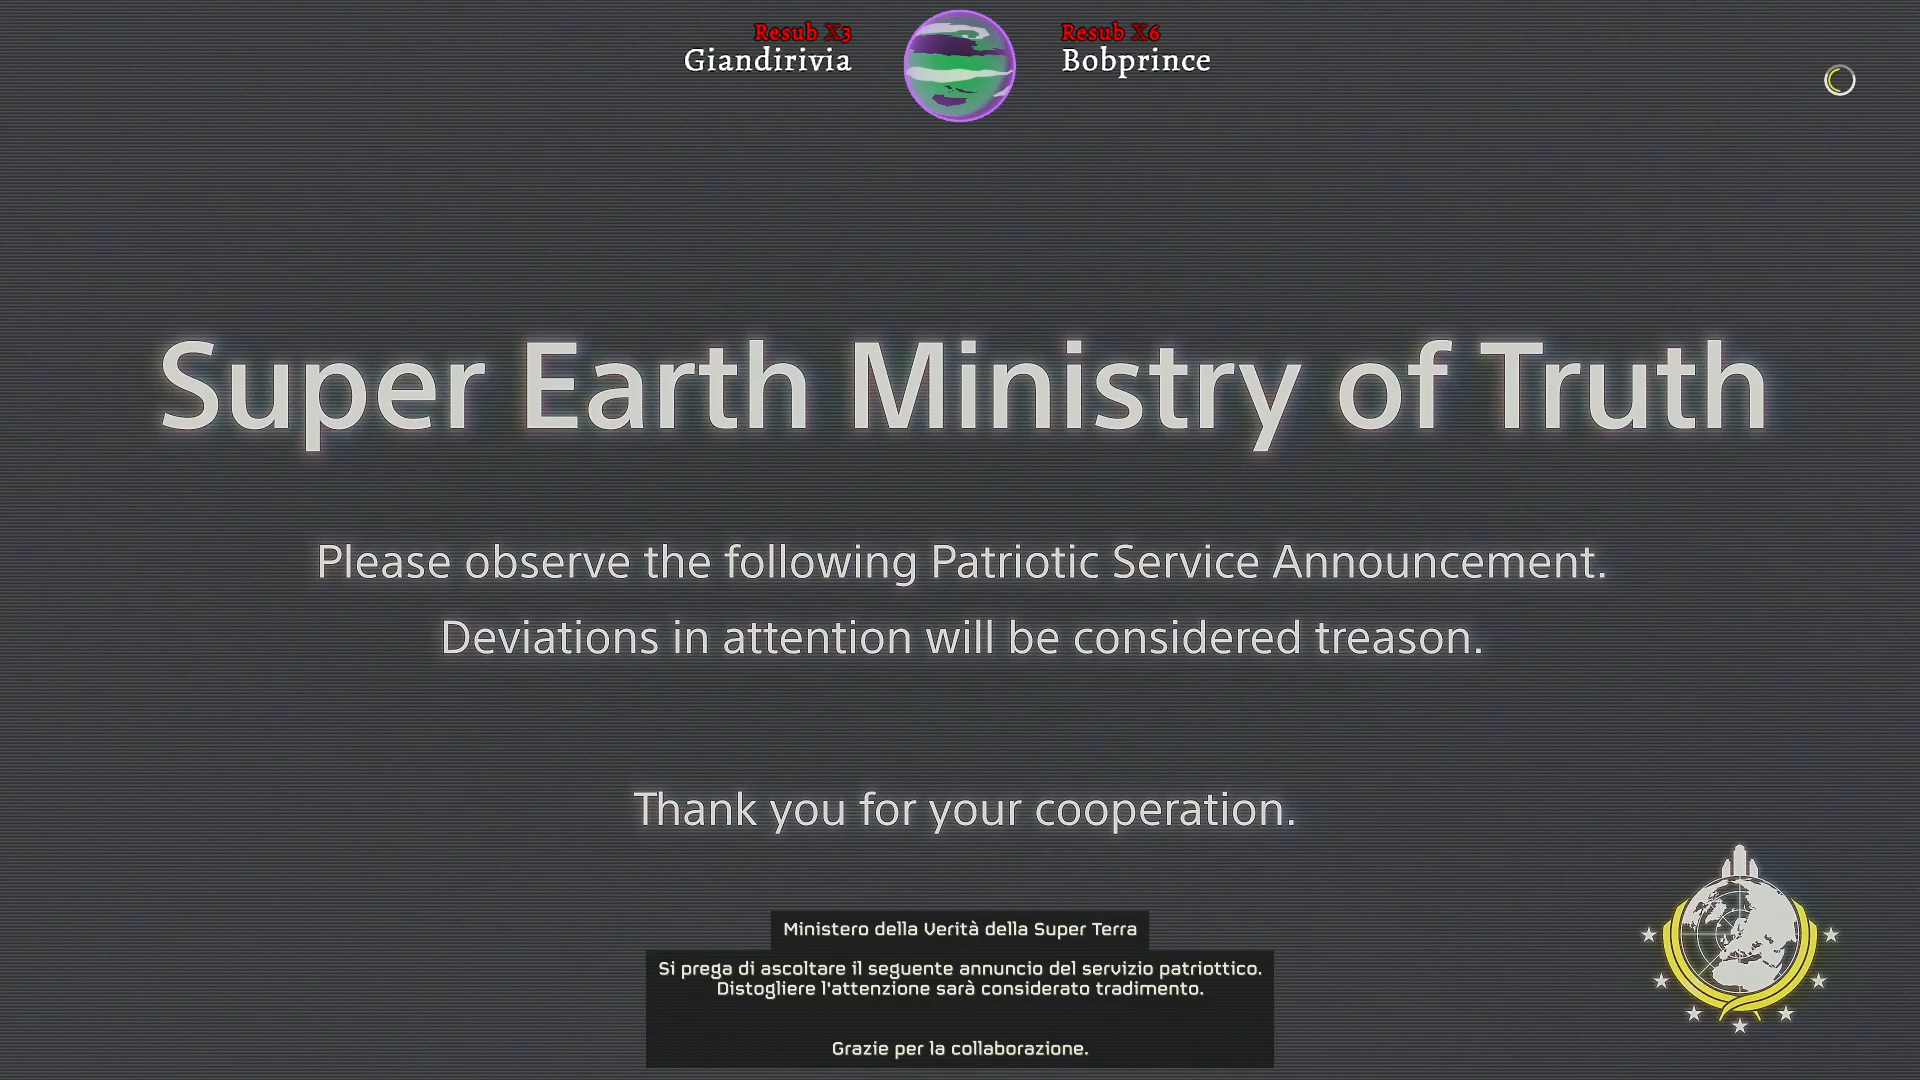 Resub X3
Giandirivia
Resub X6
Bobprince
Super Earth Ministry of Truth
Please observe the following Patriotic Service Announcement.
Deviations in attention will be considered treason.
Thank you for your cooperation.
Ministero della Verità della Super Terra
Si prega di ascoltare il seguente annuncio del servizio patriottico.
Distogliere l'attenzione sarà considerato tradimento.
Grazie per la collaborazione.